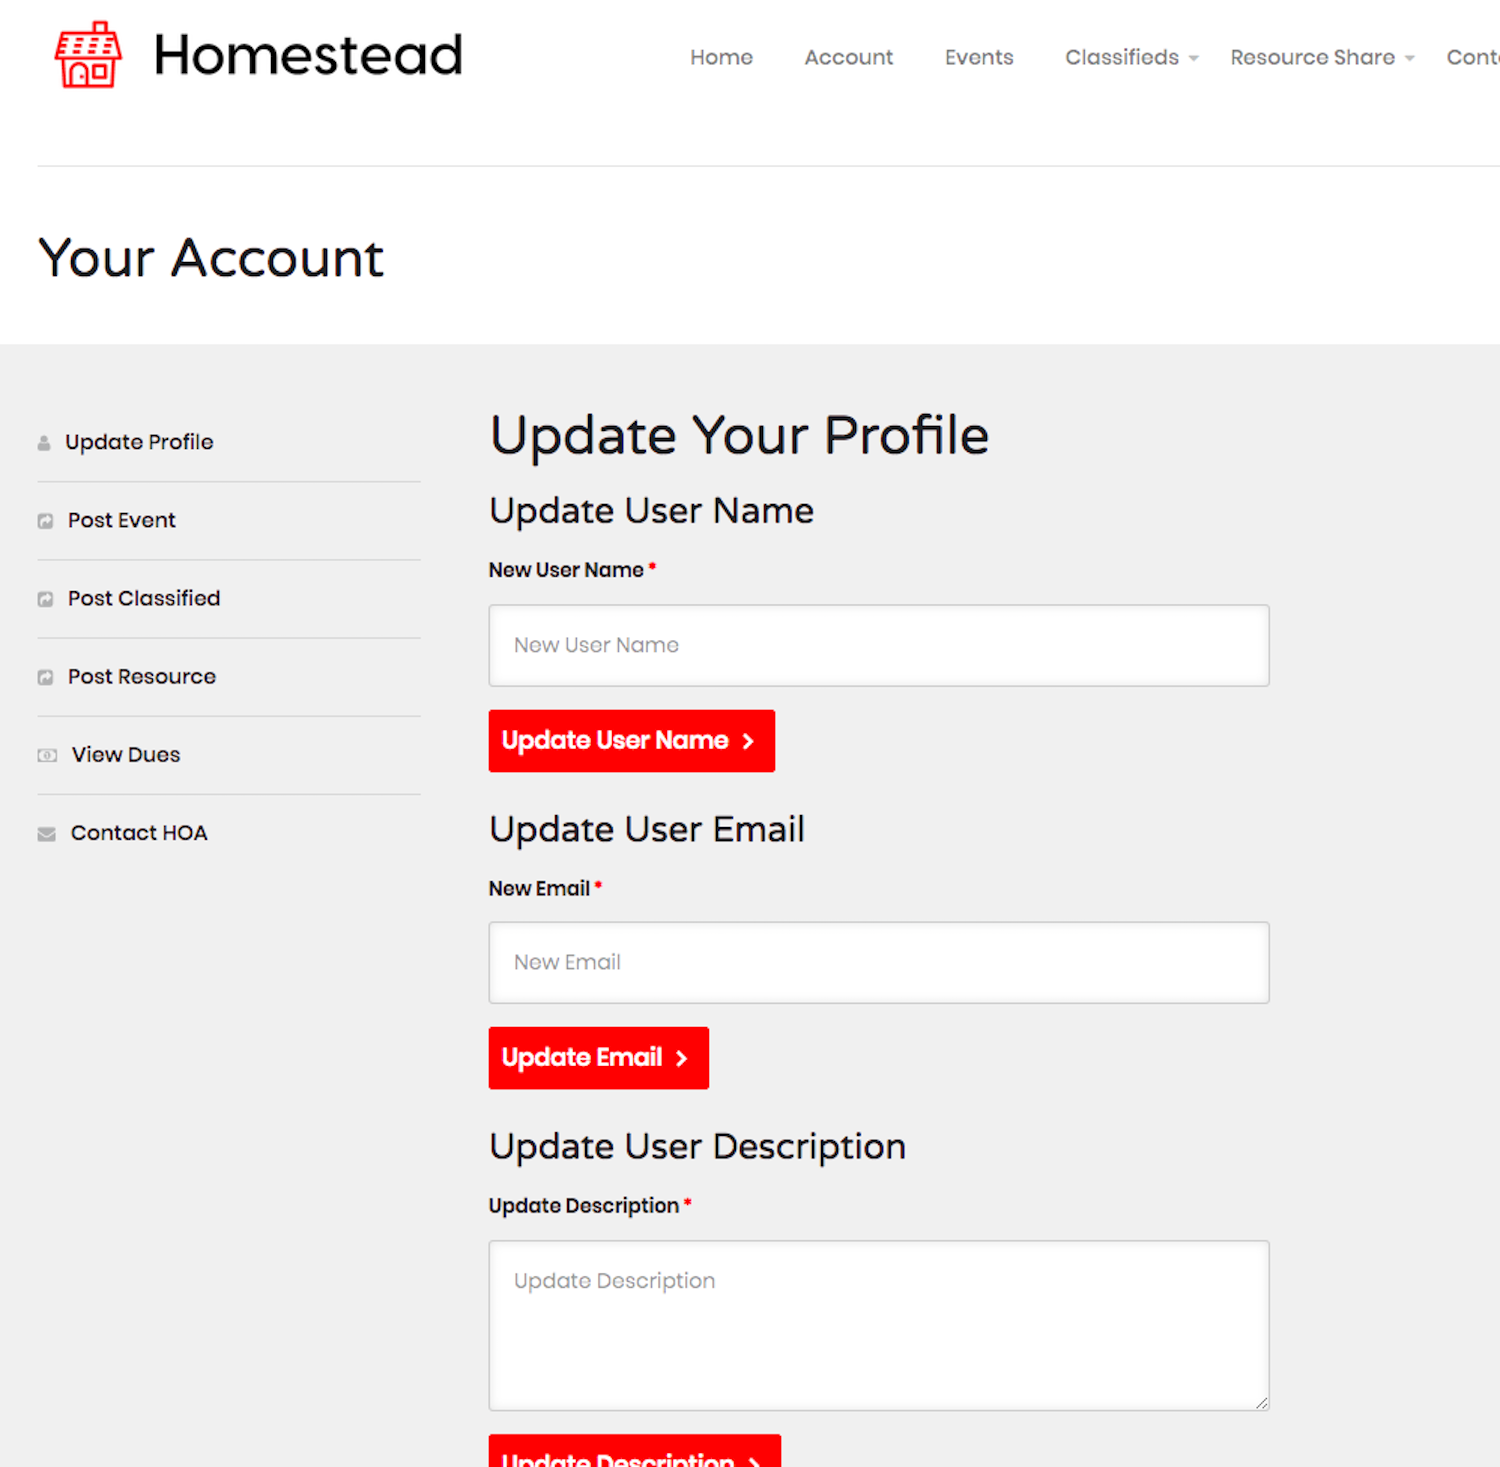 Homestead
Home Account Events Classifieds Resource Share
Your Account
Update Profile
Post Event
Post Classified
Post Resource
View Dues
Contact HOA
Update Your Profile
Update User Name
New User Name *
New User Name
Update User Name
Update User Email
New Email *
New Email
Update Email
Update User Description
Update Description *
Update Description
Update Description